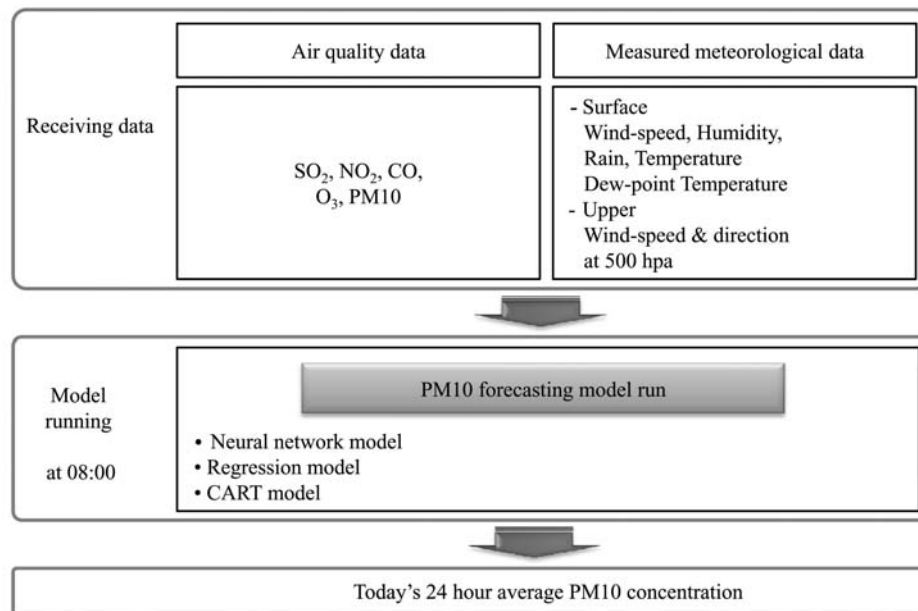 Air quality data
Measured meteorological data
Receiving data
SO₂, NO₂, CO,
O₃, PM10
- Surface
Wind-speed, Humidity,
Rain, Temperature
Dew-point Temperature
- Upper
Wind-speed & direction
at 500 hpa
Model
running
at 08:00
PM10 forecasting model run
• Neural network model
• Regression model
• CART model
Today's 24 hour average PM10 concentration